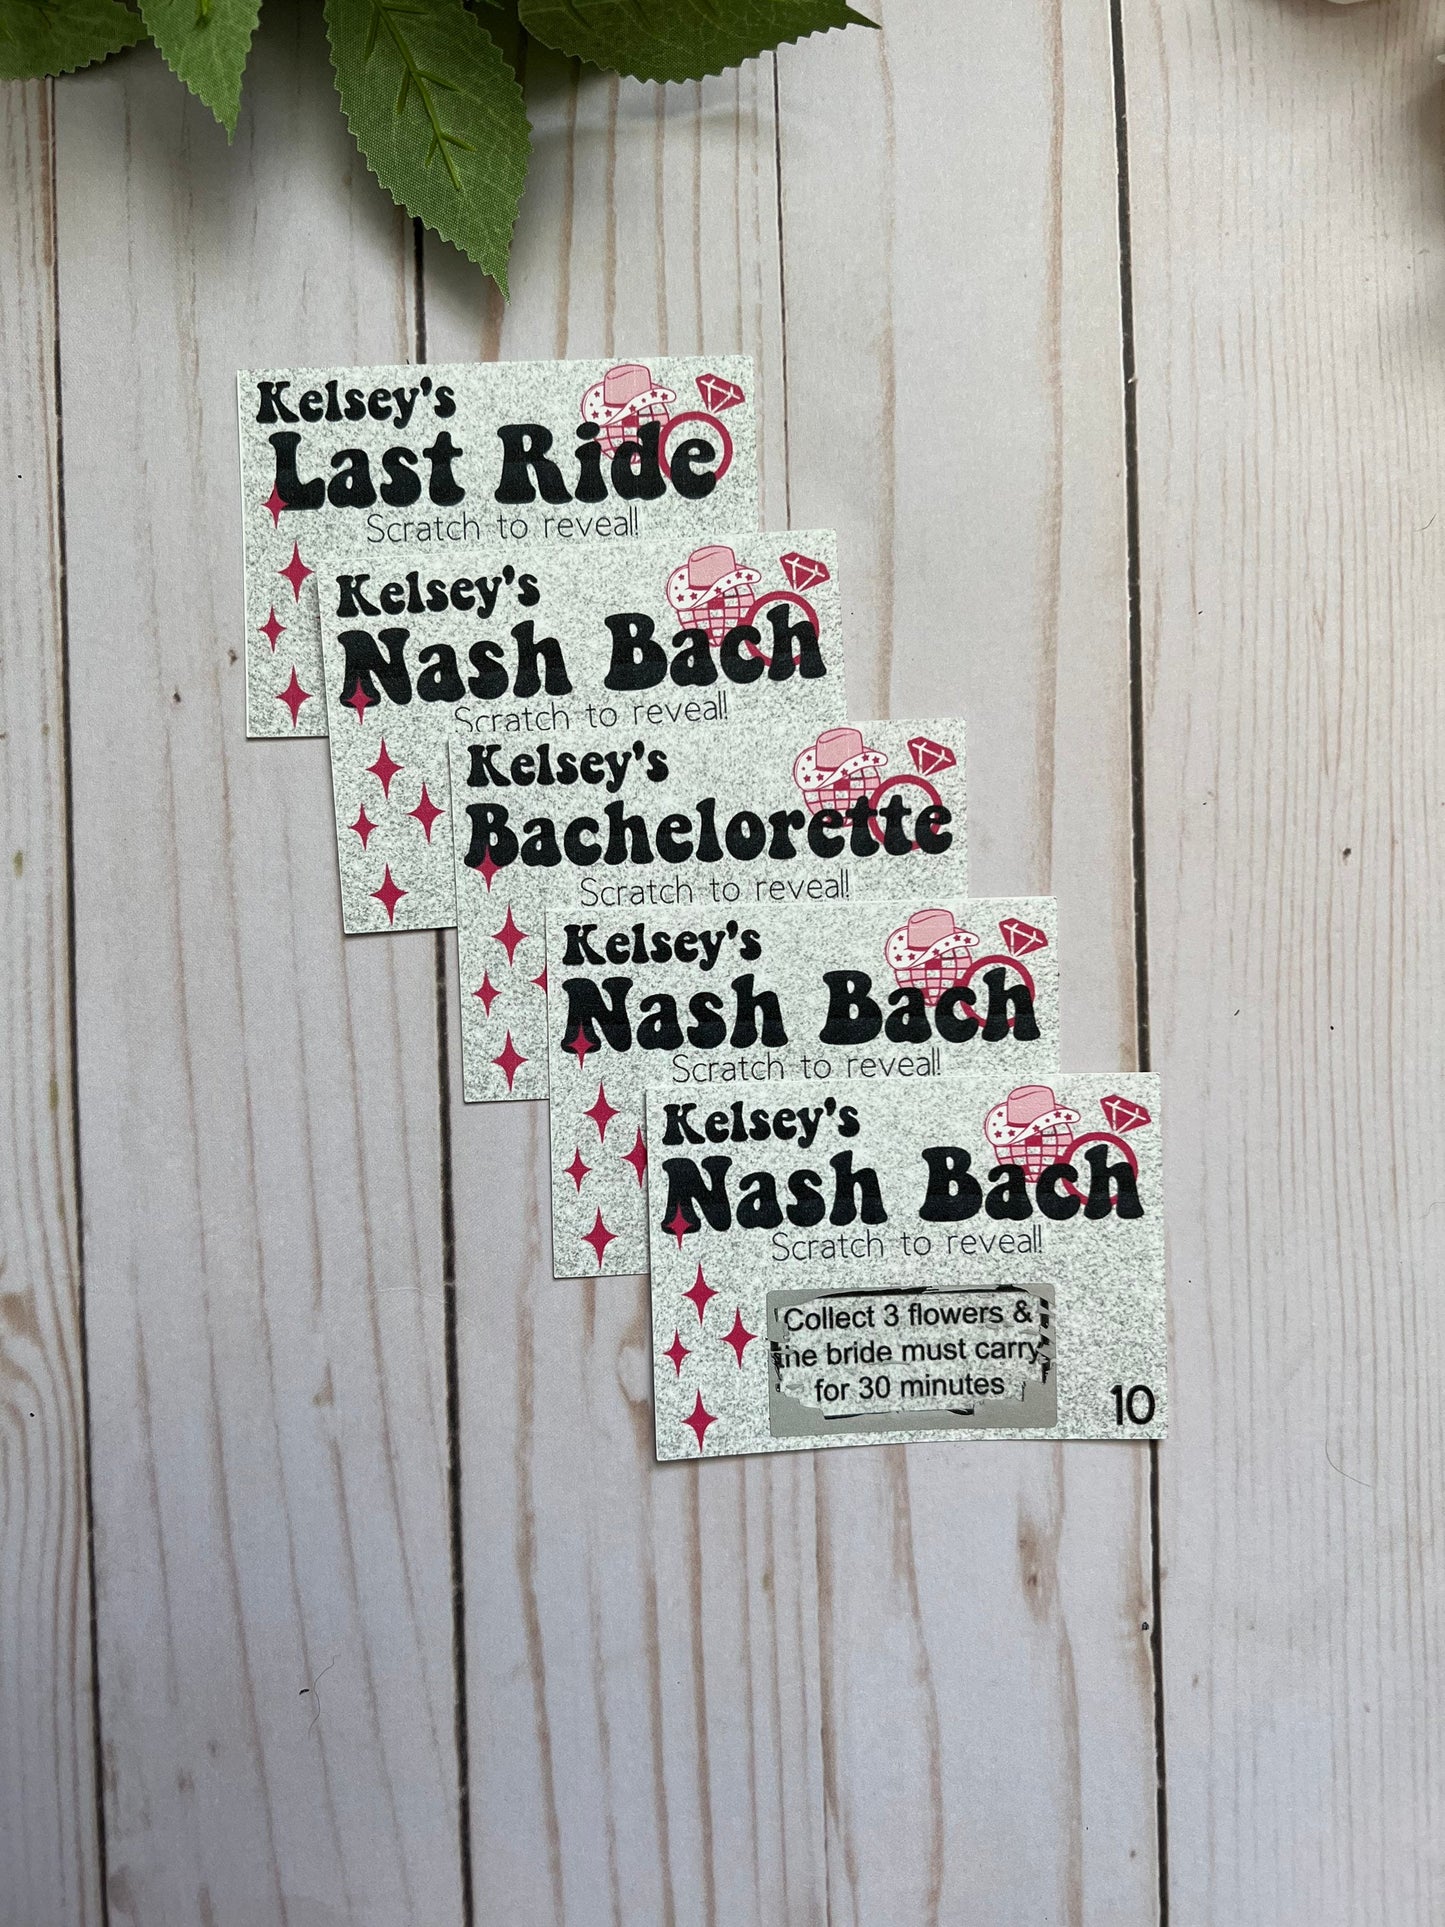 Kelsey's
Last Ride
Scratch to reveal!
Kelsey's
Nash Bach
Scratch to reveal!
Kelsey's
Bachelorette
Scratch to reveal!
Kelsey's
Nash Bach
Scratch to reveal!
Kelsey's
Nash Bach
Scratch to reveal!
Collect 3 flowers &
the bride must carry
for 30 minutes
10